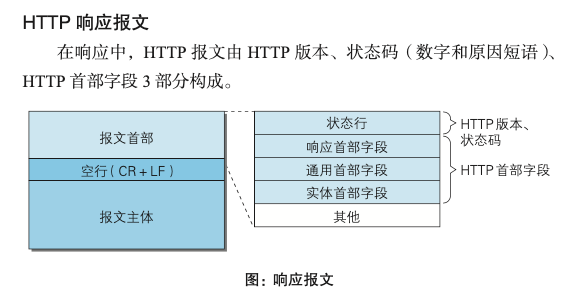 HTTP 响应报文
在响应中，HTTP 报文由 HTTP 版本、状态码（数字和原因短语）、
HTTP 首部字段 3 部分构成。
报文首部
空行（CR + LF）
报文主体
状态行
响应首部字段
通用首部字段
实体首部字段
其他
HTTP 版本、
状态码
HTTP 首部字段
图：响应报文